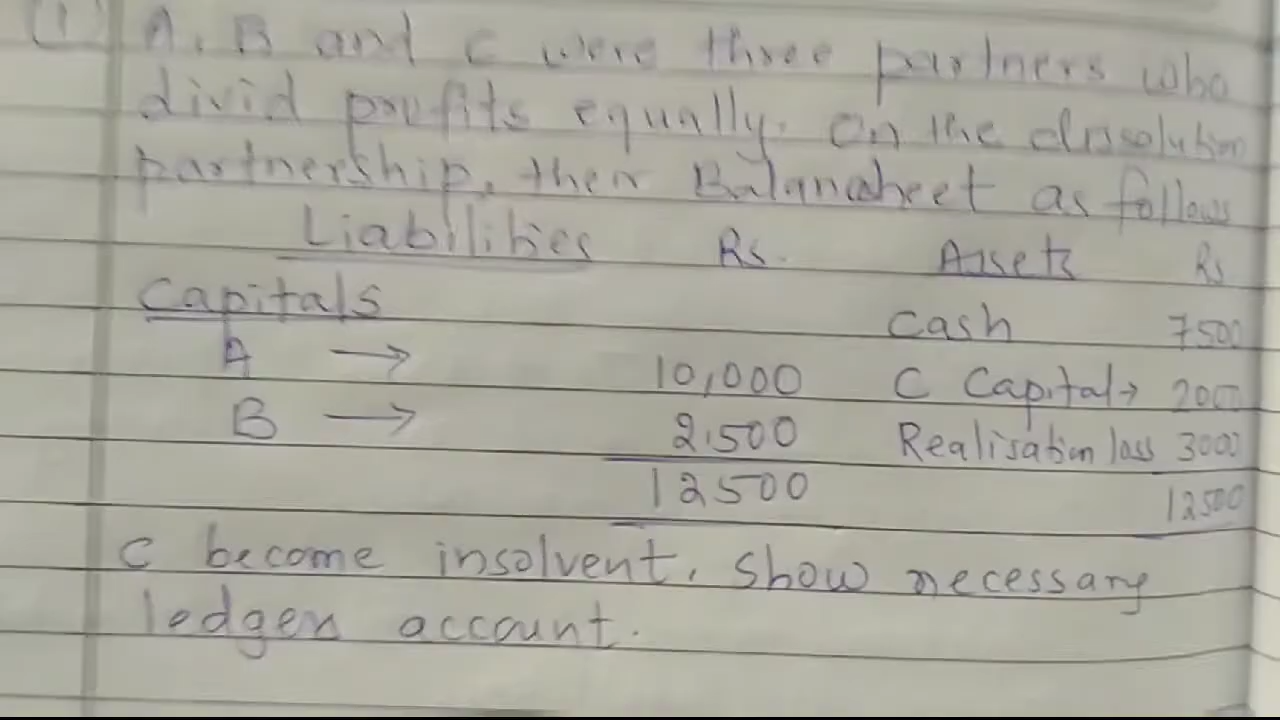 (1) A, B and C were three partners who
divid profits equally. On the dissolution
partnership, their Balancsheet as follows
Liabilities Rs. Assets Rs
Capitals
Cash 7500
A → 10,000 C Capital → 2000
B → 2.500 Realisation loss 3000
12500 12500
C become insolvent. show necessary
ledger account.